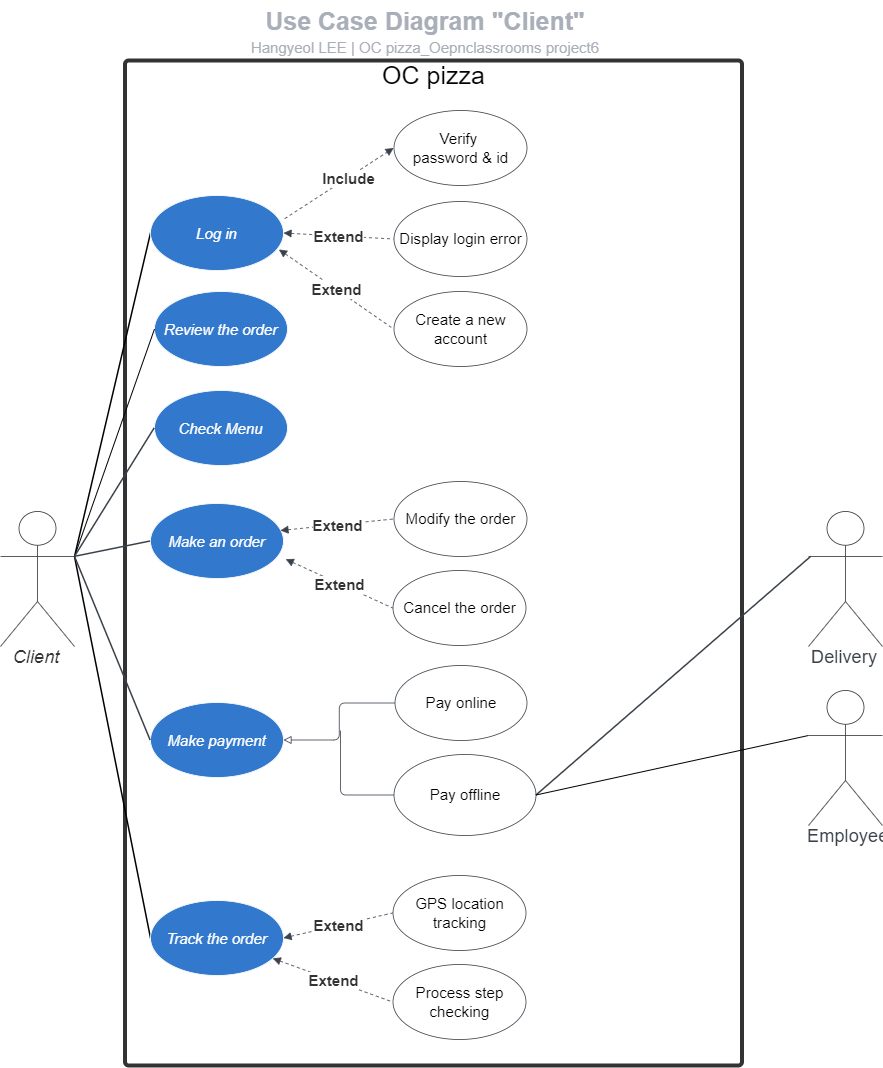 Use Case Diagram "Client"
Hangyeol LEE | OC pizza_Oepnclassrooms project6
OC pizza
Verify
password & id
Include
Log in
Extend
Display login error
Extend
Create a new
account
Review the order
Check Menu
Modify the order
Extend
Make an order
Extend
Cancel the order
Client
Delivery
Pay online
Make payment
Pay offline
Employee
GPS location
tracking
Extend
Track the order
Extend
Process step
checking